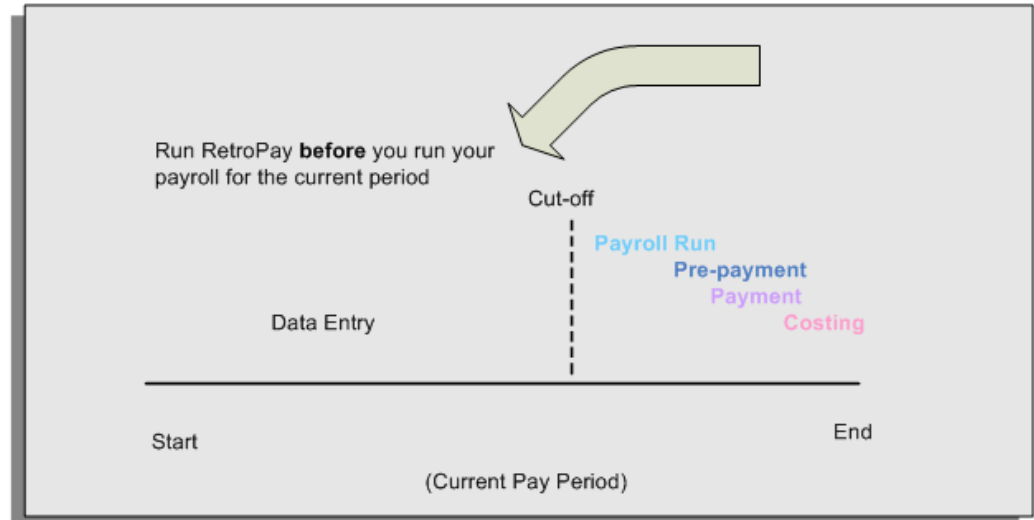 Run RetroPay before you run your
payroll for the current period
Cut-off
Payroll Run
Pre-payment
Payment
Data Entry
Costing
Start
End
(Current Pay Period)